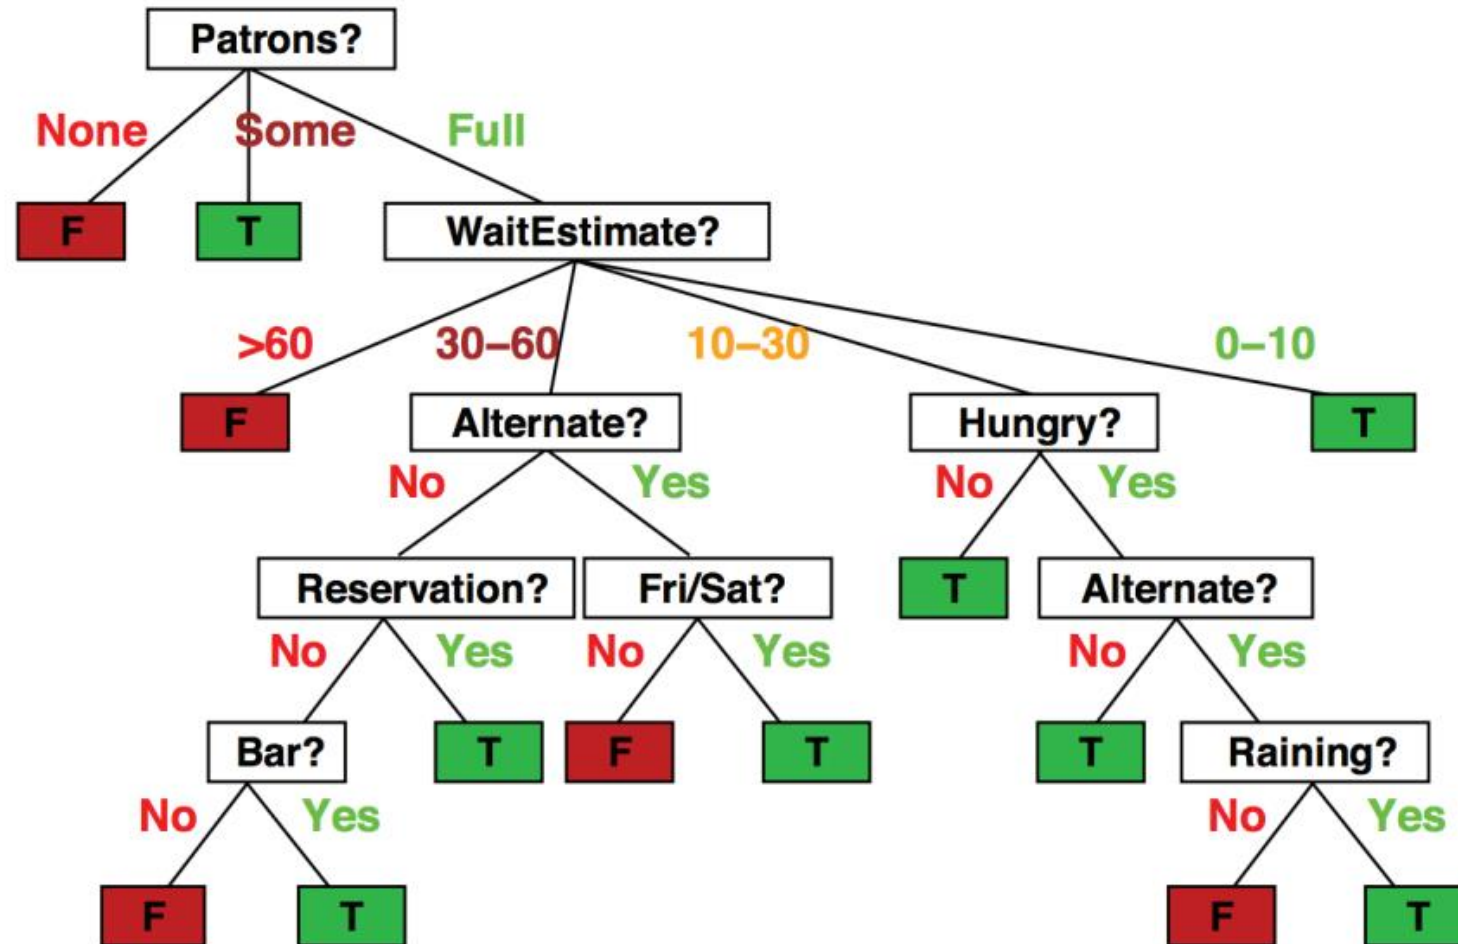 Patrons?
None Some Full
F T WaitEstimate?
>60 30–60 10–30 0–10
F Alternate? Hungry? T
No Yes No Yes
Reservation? Fri/Sat? T Alternate?
No Yes No Yes No Yes
Bar? T F T T Raining?
No Yes No Yes
F T F T